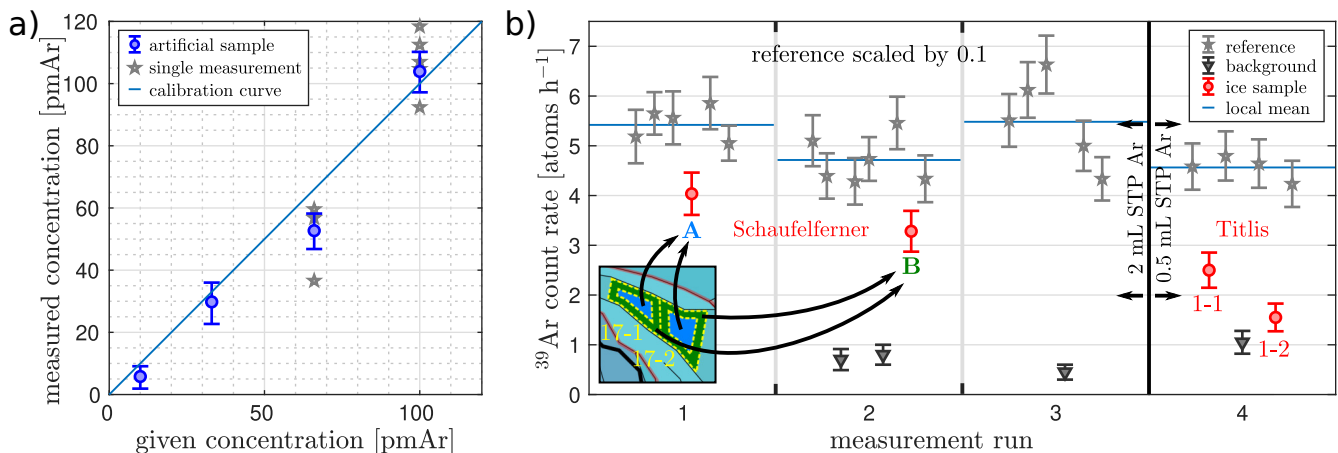 a)
measured concentration [pmAr]
120
100
80
60
40
20
0
0
50
100
given concentration [pmAr]
artificial sample
single measurement
calibration curve
b)
³⁹Ar count rate [atoms h⁻¹]
7
6
5
4
3
2
1
0
1
2
3
4
measurement run
reference scaled by 0.1
reference
background
ice sample
local mean
2 mL STP Ar
0.5 mL STP Ar
A
Schaufelferner
B
Titlis
1-1
1-2
17-1
17-2